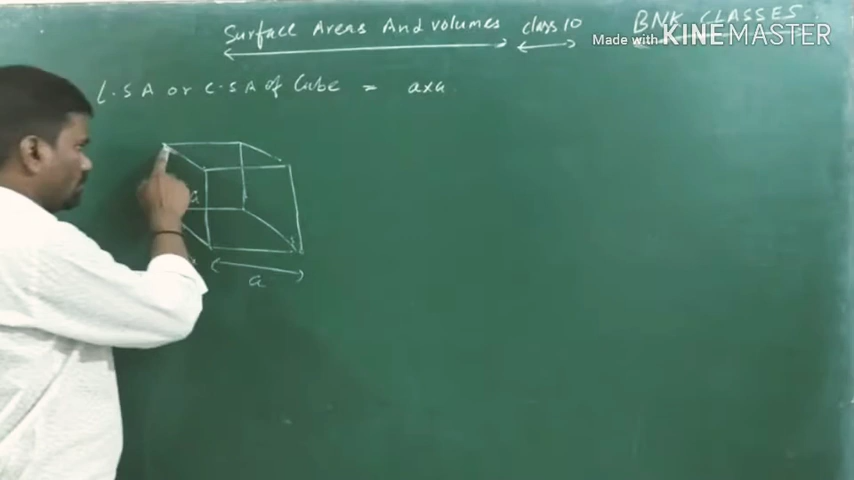 BNK CLASSES
Surface Areas And volumes class 10
Made with KINEMASTER
L.S A or C.S A of Cube = a×a
a
a